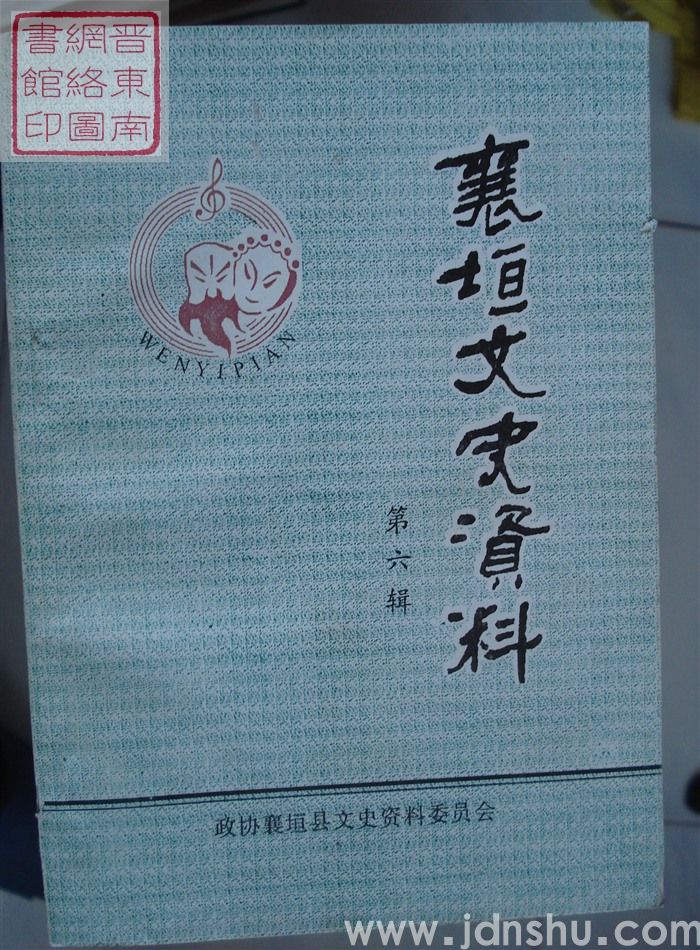 晋東南
網絡圖
書館印
襄垣文史資料
第六辑
WENYIPIAN
政协襄垣县文史资料委员会
www.jdnshu.com